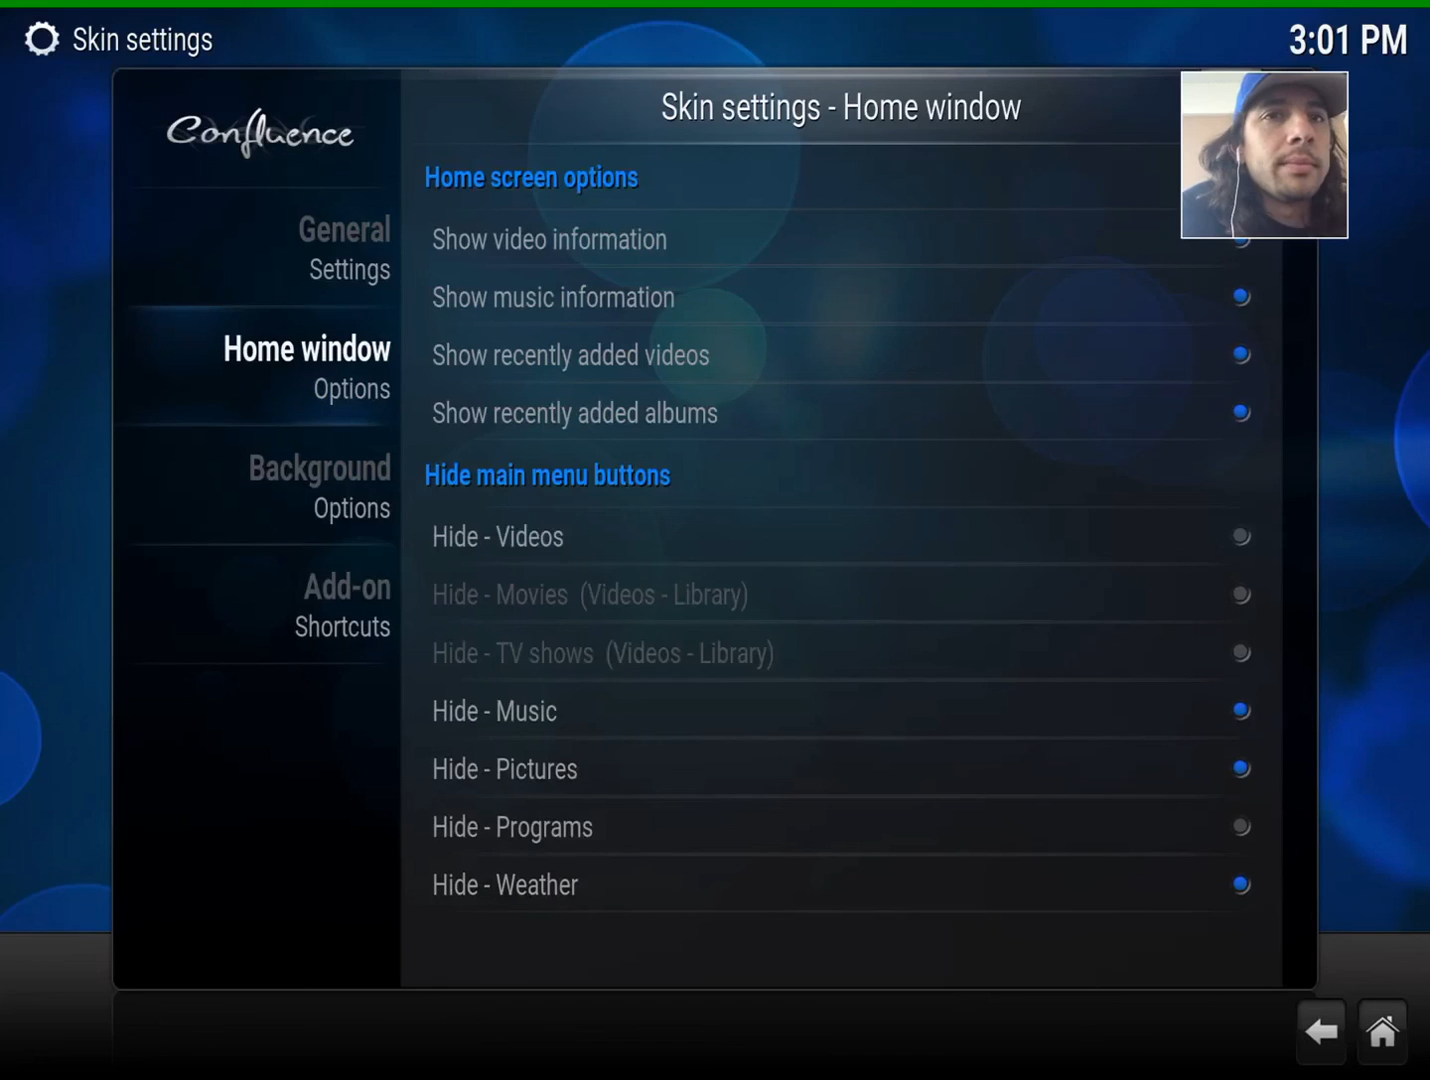 Skin settings
3:01 PM
Confluence
Skin settings - Home window
General
Settings
Home window
Options
Background
Options
Add-on
Shortcuts
Home screen options
Show video information
Show music information
Show recently added videos
Show recently added albums
Hide main menu buttons
Hide - Videos
Hide - Movies (Videos - Library)
Hide - TV shows (Videos - Library)
Hide - Music
Hide - Pictures
Hide - Programs
Hide - Weather